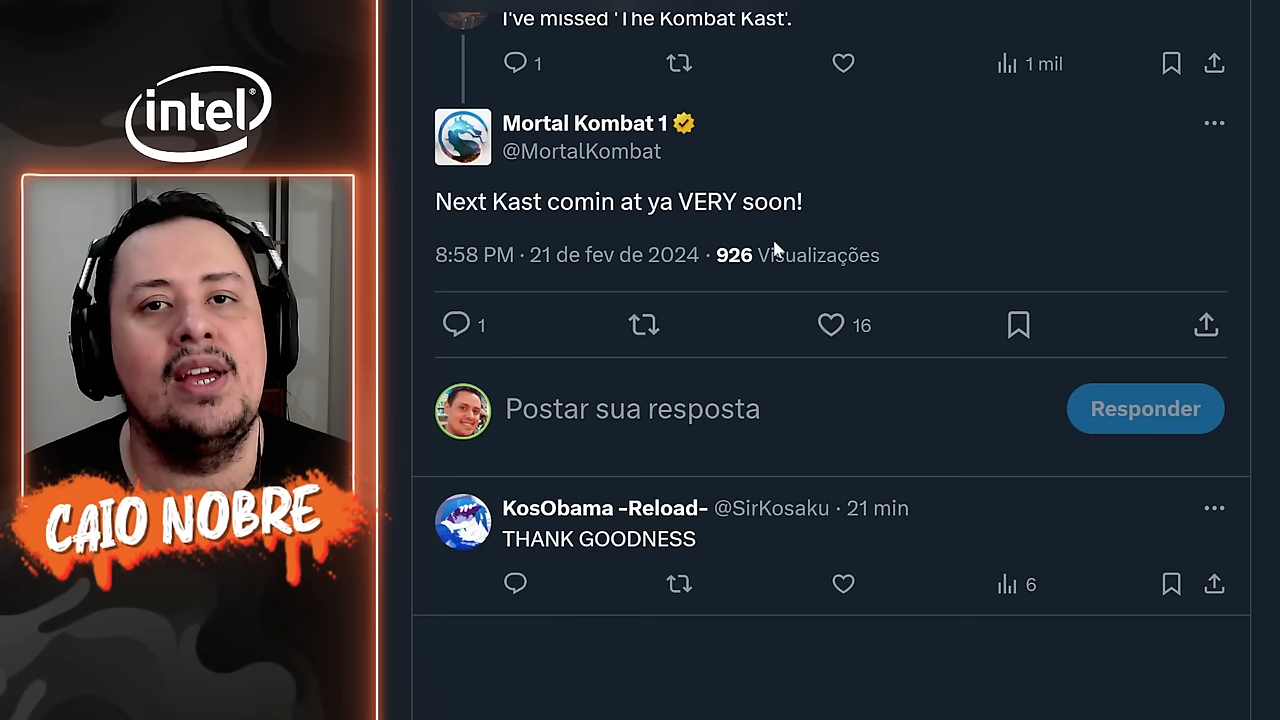 I've missed 'The Kombat Kast'.
1
1 mil
intel®
Mortal Kombat 1
@MortalKombat
Next Kast comin at ya VERY soon!
8:58 PM · 21 de fev de 2024 · 926 Visualizações
1
16
Postar sua resposta
Responder
CAIO NOBRE
KosObama -Reload- @SirKosaku · 21 min
THANK GOODNESS
6